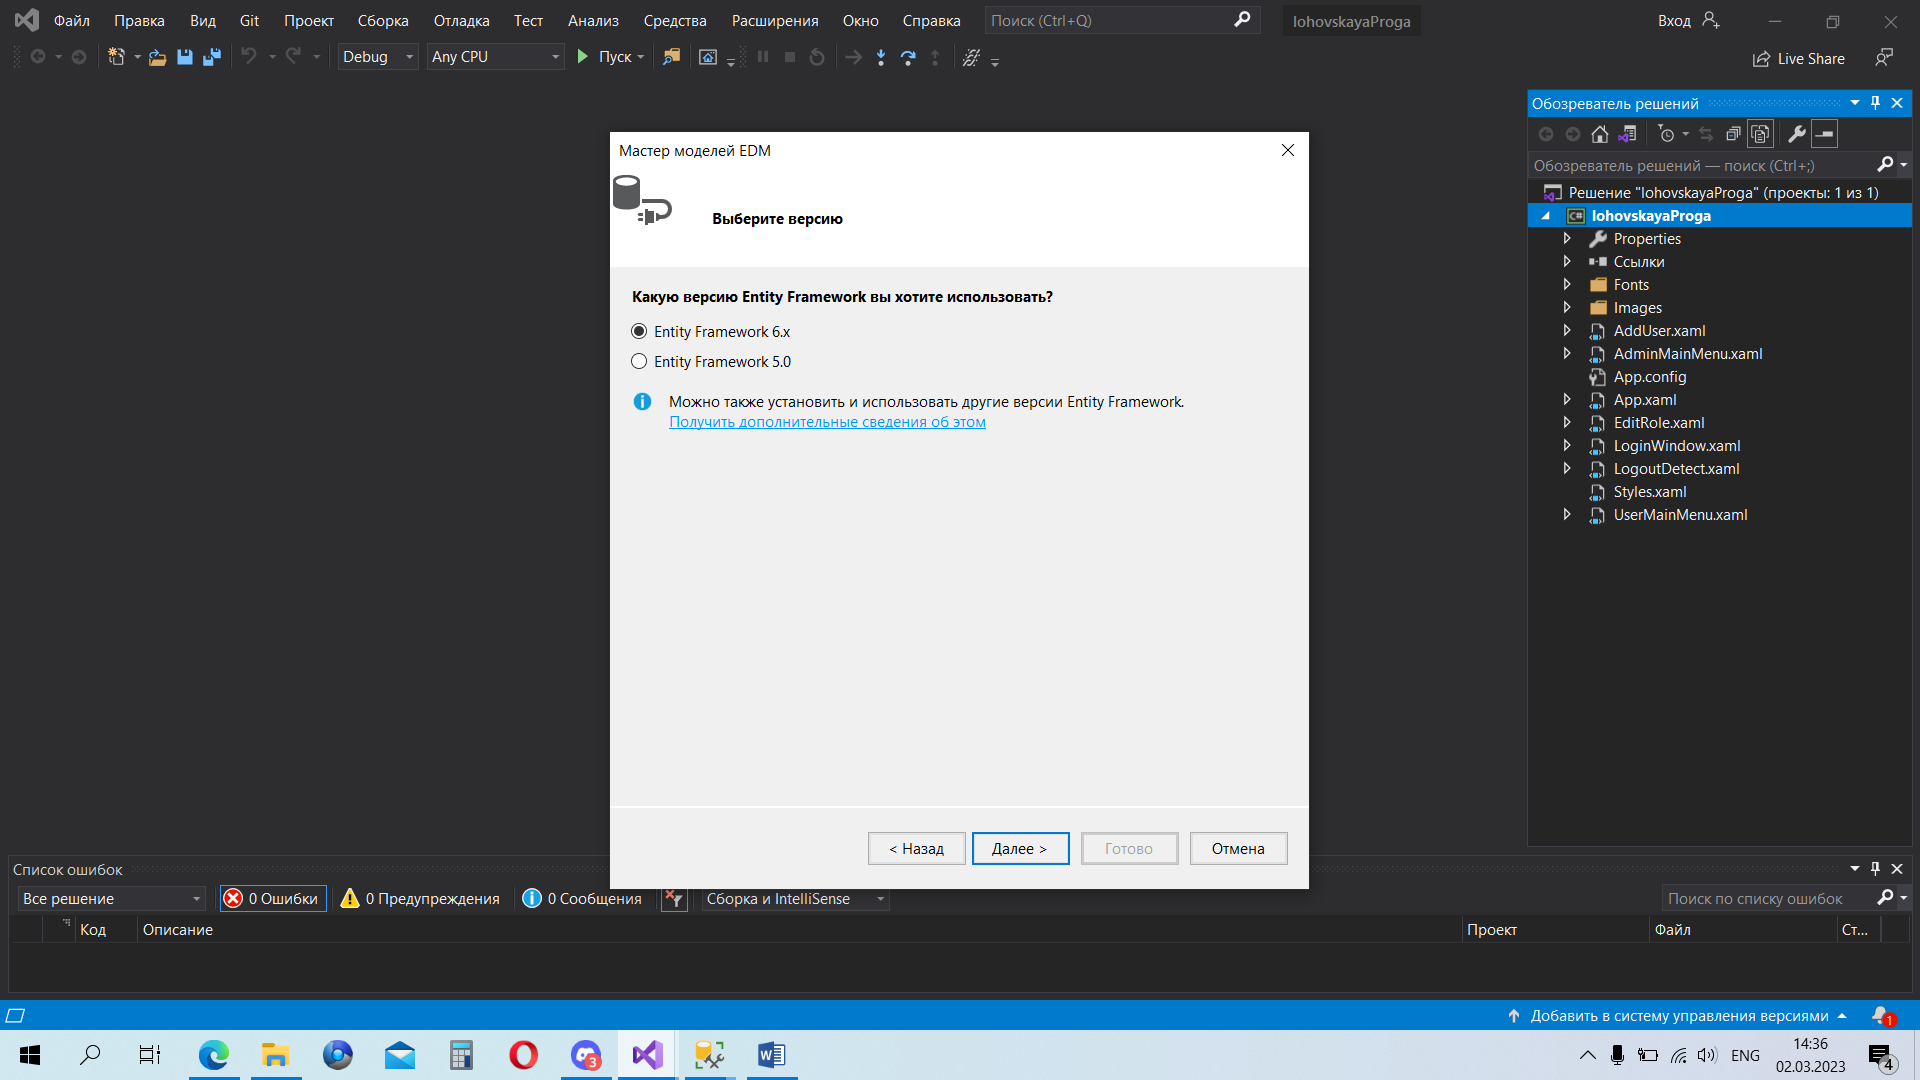 Файл Правка Вид Git Проект Сборка Отладка Тест Анализ Средства Расширения Окно Справка Поиск (Ctrl+Q) lohovskayaProga Вход
Debug Any CPU Пуск Live Share
Обозреватель решений
Обозреватель решений — поиск (Ctrl+;)
Решение "lohovskayaProga" (проекты: 1 из 1)
C# lohovskayaProga
Properties
Ссылки
Fonts
Images
AddUser.xaml
AdminMainMenu.xaml
App.config
App.xaml
EditRole.xaml
LoginWindow.xaml
LogoutDetect.xaml
Styles.xaml
UserMainMenu.xaml
Мастер моделей EDM
Выберите версию
Какую версию Entity Framework вы хотите использовать?
Entity Framework 6.x
Entity Framework 5.0
Можно также установить и использовать другие версии Entity Framework.
Получить дополнительные сведения об этом
< Назад Далее > Готово Отмена
Список ошибок
Все решение 0 Ошибки 0 Предупреждения 0 Сообщения Сборка и IntelliSense Поиск по списку ошибок
Код Описание Проект Файл Ст...
Добавить в систему управления версиями 1
3 ENG 14:36
02.03.2023 4